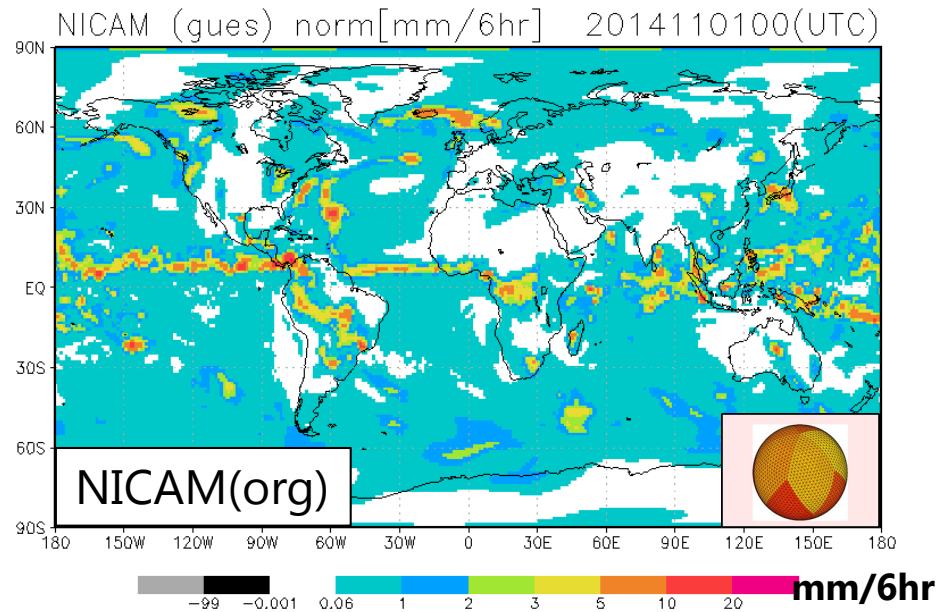 NICAM (gues) norm[mm/6hr] 2014110100(UTC)
90N
60N
30N
EQ
30S
60S
90S
NICAM(org)
180 150W 120W 90W 60W 30W 0 30E 60E 90E 120E 150E 180
-99 -0.001 0.06 1 2 3 5 10 20 mm/6hr